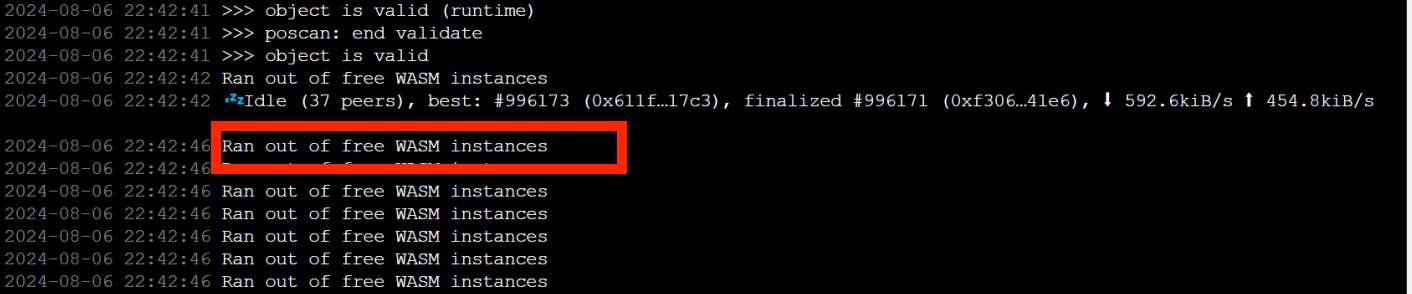 2024-08-06 22:42:41 >>> object is valid (runtime)
2024-08-06 22:42:41 >>> poscan: end validate
2024-08-06 22:42:41 >>> object is valid
2024-08-06 22:42:42 Ran out of free WASM instances
2024-08-06 22:42:42 💤Idle (37 peers), best: #996173 (0x611f…17c3), finalized #996171 (0xf306…41e6), ⬇ 592.6kiB/s ⬆ 454.8kiB/s
2024-08-06 22:42:46 Ran out of free WASM instances
2024-08-06 22:42:46
2024-08-06 22:42:46 Ran out of free WASM instances
2024-08-06 22:42:46 Ran out of free WASM instances
2024-08-06 22:42:46 Ran out of free WASM instances
2024-08-06 22:42:46 Ran out of free WASM instances
2024-08-06 22:42:46 Ran out of free WASM instances